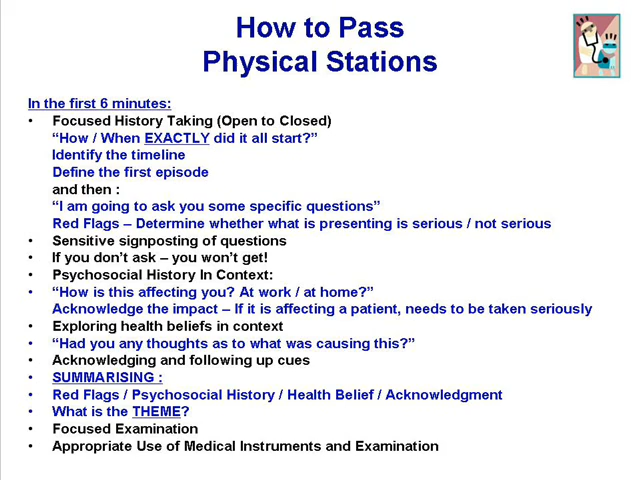 How to Pass
Physical Stations
In the first 6 minutes:
• Focused History Taking (Open to Closed)
“How / When EXACTLY did it all start?”
Identify the timeline
Define the first episode
and then :
“I am going to ask you some specific questions”
Red Flags – Determine whether what is presenting is serious / not serious
• Sensitive signposting of questions
• If you don’t ask – you won’t get!
• Psychosocial History In Context:
• “How is this affecting you? At work / at home?”
Acknowledge the impact – If it is affecting a patient, needs to be taken seriously
• Exploring health beliefs in context
• “Had you any thoughts as to what was causing this?”
• Acknowledging and following up cues
• SUMMARISING :
• Red Flags / Psychosocial History / Health Belief / Acknowledgment
• What is the THEME?
• Focused Examination
• Appropriate Use of Medical Instruments and Examination